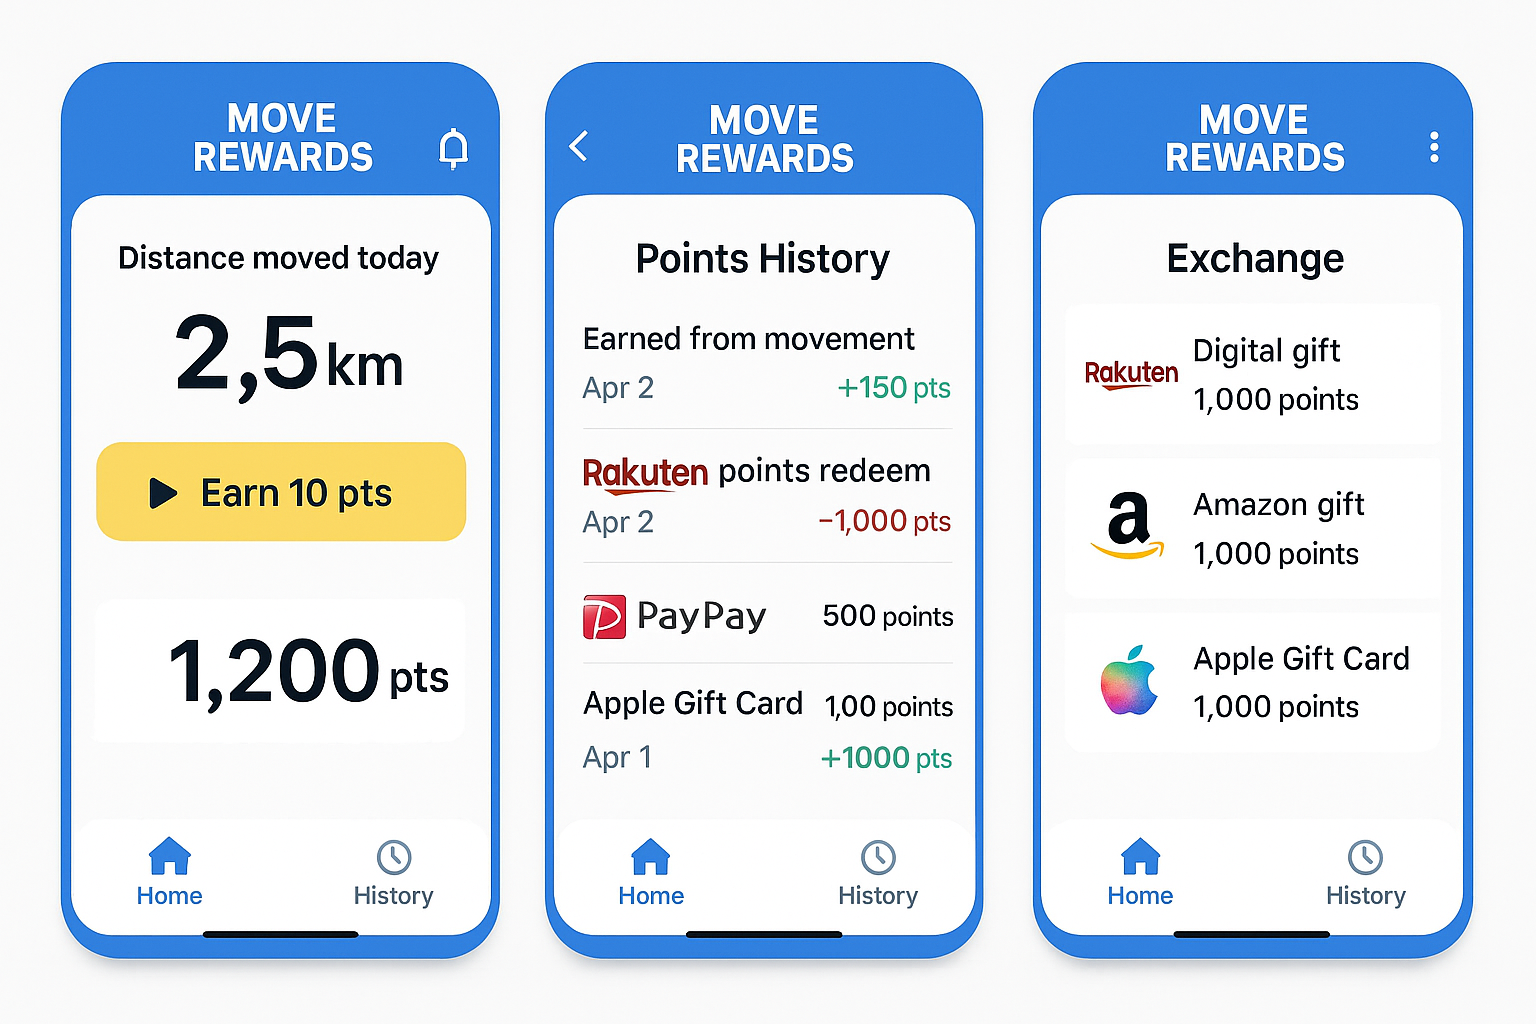 MOVE
REWARDS
Distance moved today
2,5 km
Earn 10 pts
1,200 pts
Home
History
MOVE
REWARDS
Points History
Earned from movement
Apr 2
+150 pts
Rakuten points redeem
Apr 2
−1,000 pts
PayPay
500 points
Apple Gift Card
1,00 points
Apr 1
+1000 pts
Home
History
MOVE
REWARDS
Exchange
Rakuten
Digital gift
1,000 points
a
Amazon gift
1,000 points
Apple Gift Card
1,000 points
Home
History